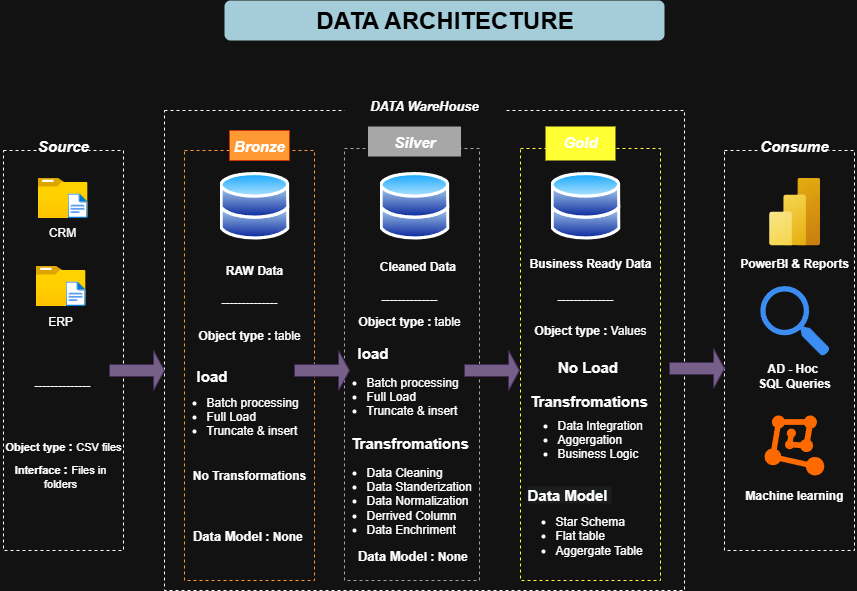 DATA ARCHITECTURE
DATA WareHouse
Source
CRM
ERP
Object type : CSV files
Interface : Files in
folders
Bronze
RAW Data
Object type : table
load
Batch processing
Full Load
Truncate & insert
No Transformations
Data Model : None
Silver
Cleaned Data
Object type : table
load
Batch processing
Full Load
Truncate & insert
Transfromations
Data Cleaning
Data Standerization
Data Normalization
Derrived Column
Data Enchriment
Data Model : None
Gold
Business Ready Data
Object type : Values
No Load
Transfromations
Data Integration
Aggergation
Business Logic
Data Model
Star Schema
Flat table
Aggergate Table
Consume
PowerBI & Reports
AD - Hoc
SQL Queries
Machine learning